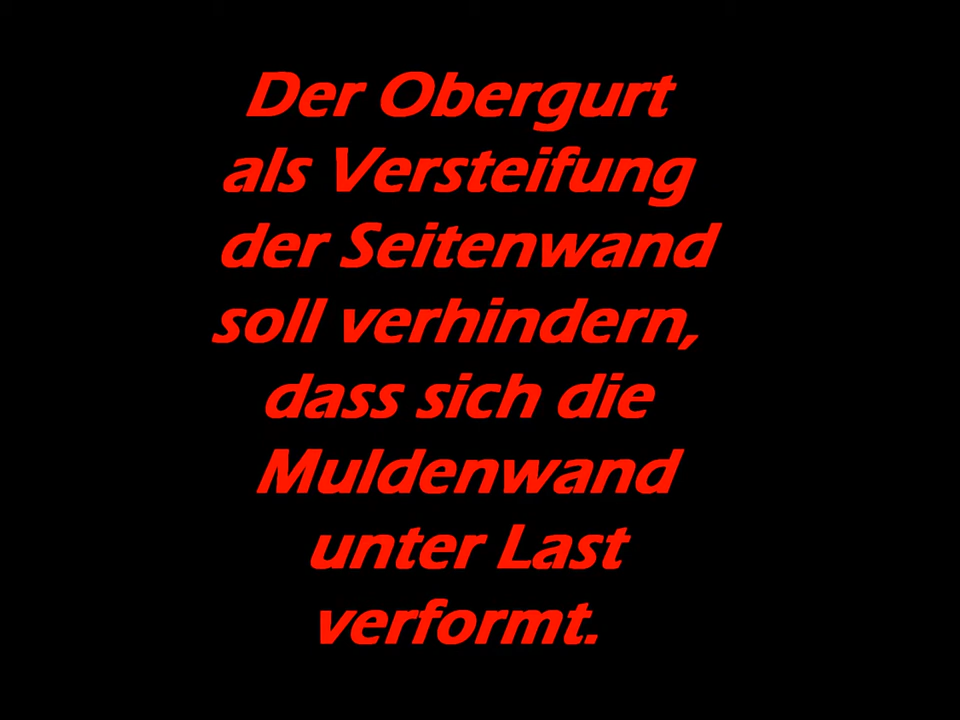 Der Obergurt
als Versteifung
der Seitenwand
soll verhindern,
dass sich die
Muldenwand
unter Last
verformt.